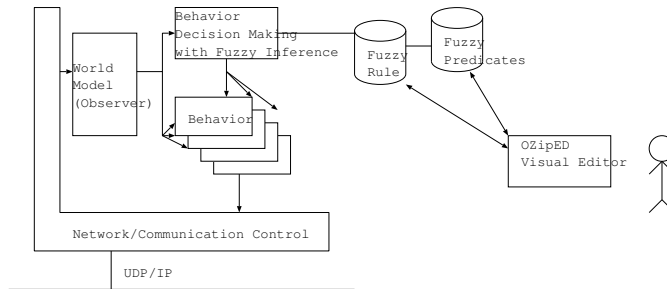 Behavior
Decision Making
with Fuzzy Inference
World
Model
(Observer)
Fuzzy
Rule
Fuzzy
Predicates
Behavior
OZipED
Visual Editor
Network/Communication Control
UDP/IP